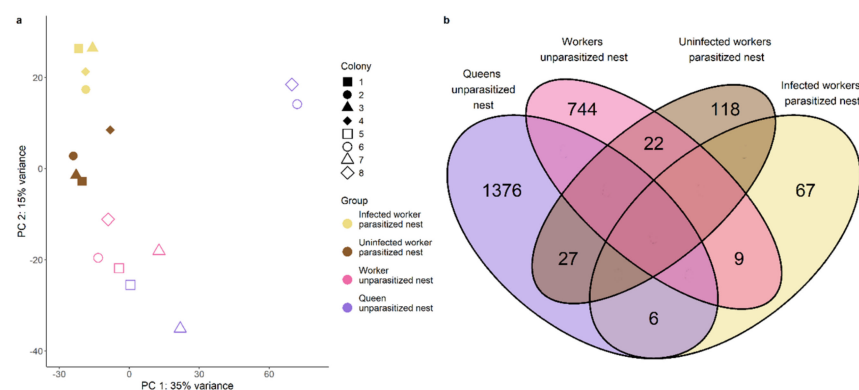 a
20
0
-20
-40
PC 2: 15% variance
-30
0
30
60
PC 1: 35% variance
Colony
1
2
3
4
5
6
7
8
Group
Infected worker
parasitized nest
Uninfected worker
parasitized nest
Worker
unparasitized nest
Queen
unparasitized nest
b
Queens
unparasitized
nest
Workers
unparasitized nest
Uninfected workers
parasitized nest
Infected workers
parasitized nest
744
118
22
1376
67
27
9
6